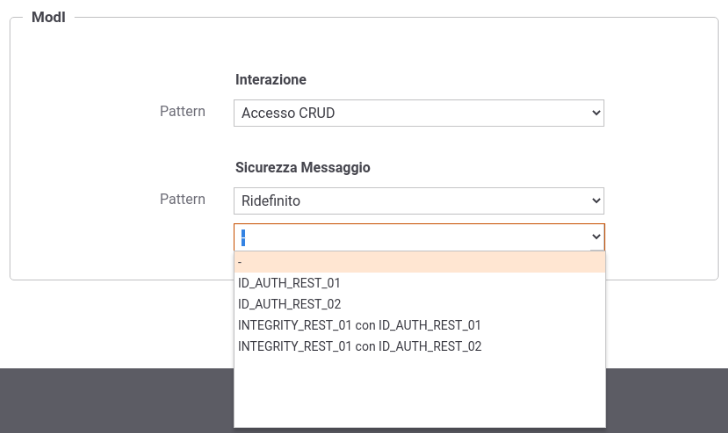 ModI
Interazione
Pattern
Accesso CRUD
Sicurezza Messaggio
Pattern
Ridefinito
-
-
ID_AUTH_REST_01
ID_AUTH_REST_02
INTEGRITY_REST_01 con ID_AUTH_REST_01
INTEGRITY_REST_01 con ID_AUTH_REST_02